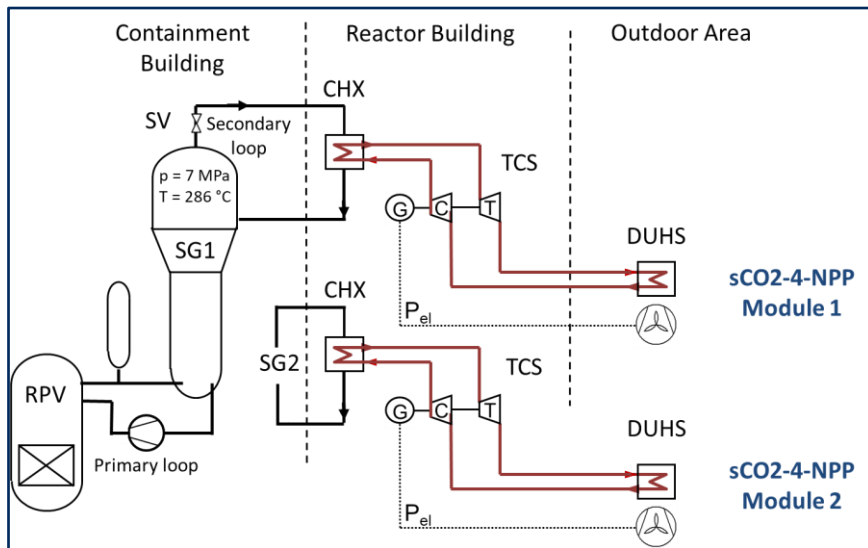 Containment
Building
Reactor Building
Outdoor Area
CHX
SV
Secondary
loop
TCS
p = 7 MPa
T = 286 °C
G
C
T
SG1
DUHS
sCO2-4-NPP
Module 1
Pel
CHX
SG2
TCS
RPV
G
C
T
Primary loop
DUHS
sCO2-4-NPP
Module 2
Pel